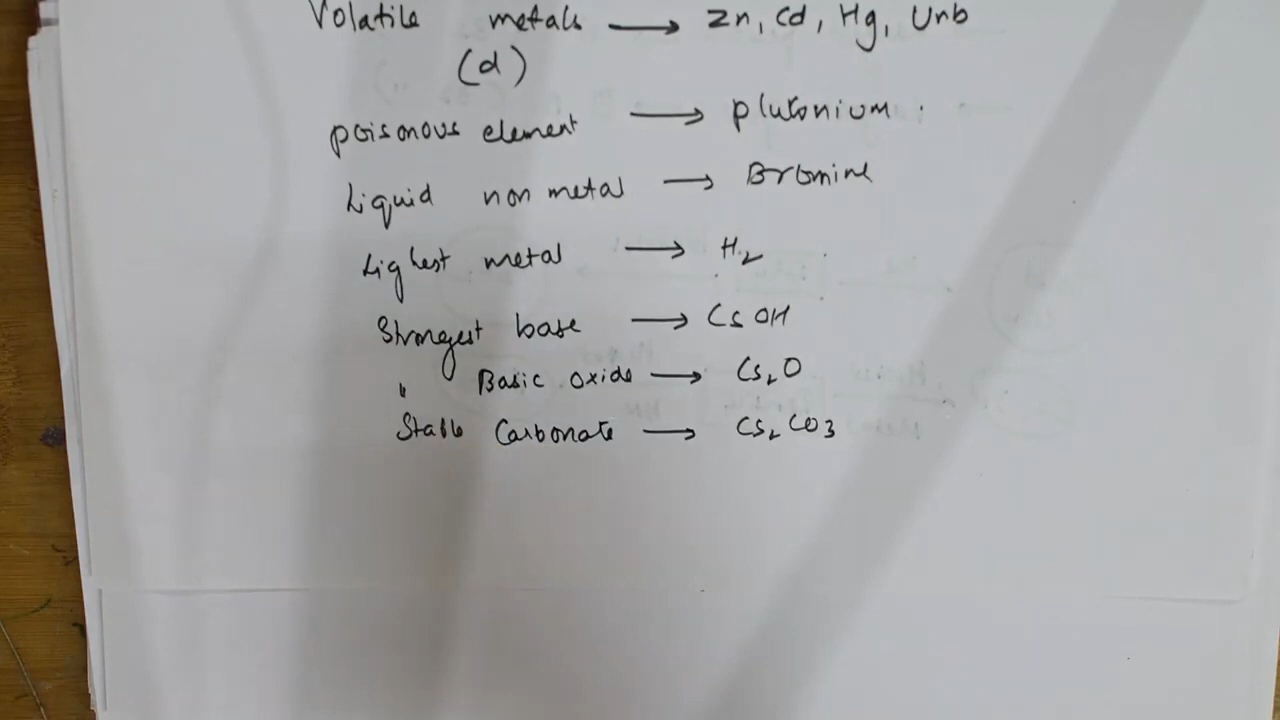 Volatile metals → Zn, Cd, Hg, Unb
(d)
poisonous element → plutonium .
Liquid non metal → Bromine
Lighest metal → H₂
Strongest base → CsOH
" Basic oxide → Cs₂O
Stable Carbonate → Cs₂CO₃